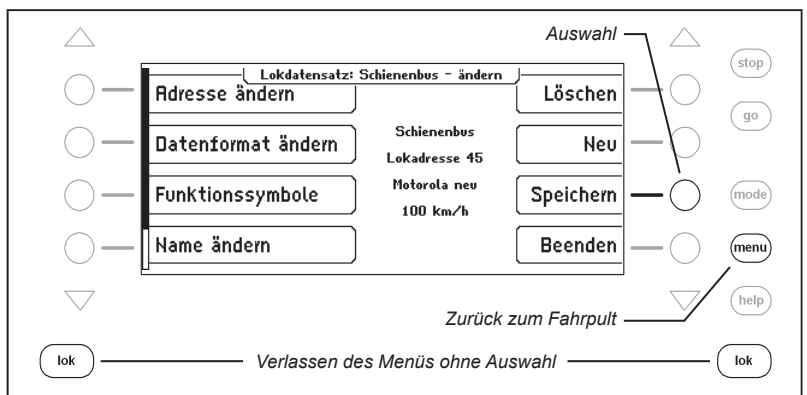 Auswahl
stop
Lokdatensatz: Schienenbus - ändern
Adresse ändern
Löschen
go
Datenformat ändern
Schienenbus
Lokadresse 45
Neu
Funktionssymbole
Motorola neu
100 km/h
Speichern
mode
Name ändern
Beenden
menu
help
Zurück zum Fahrpult
lok
Verlassen des Menüs ohne Auswahl
lok